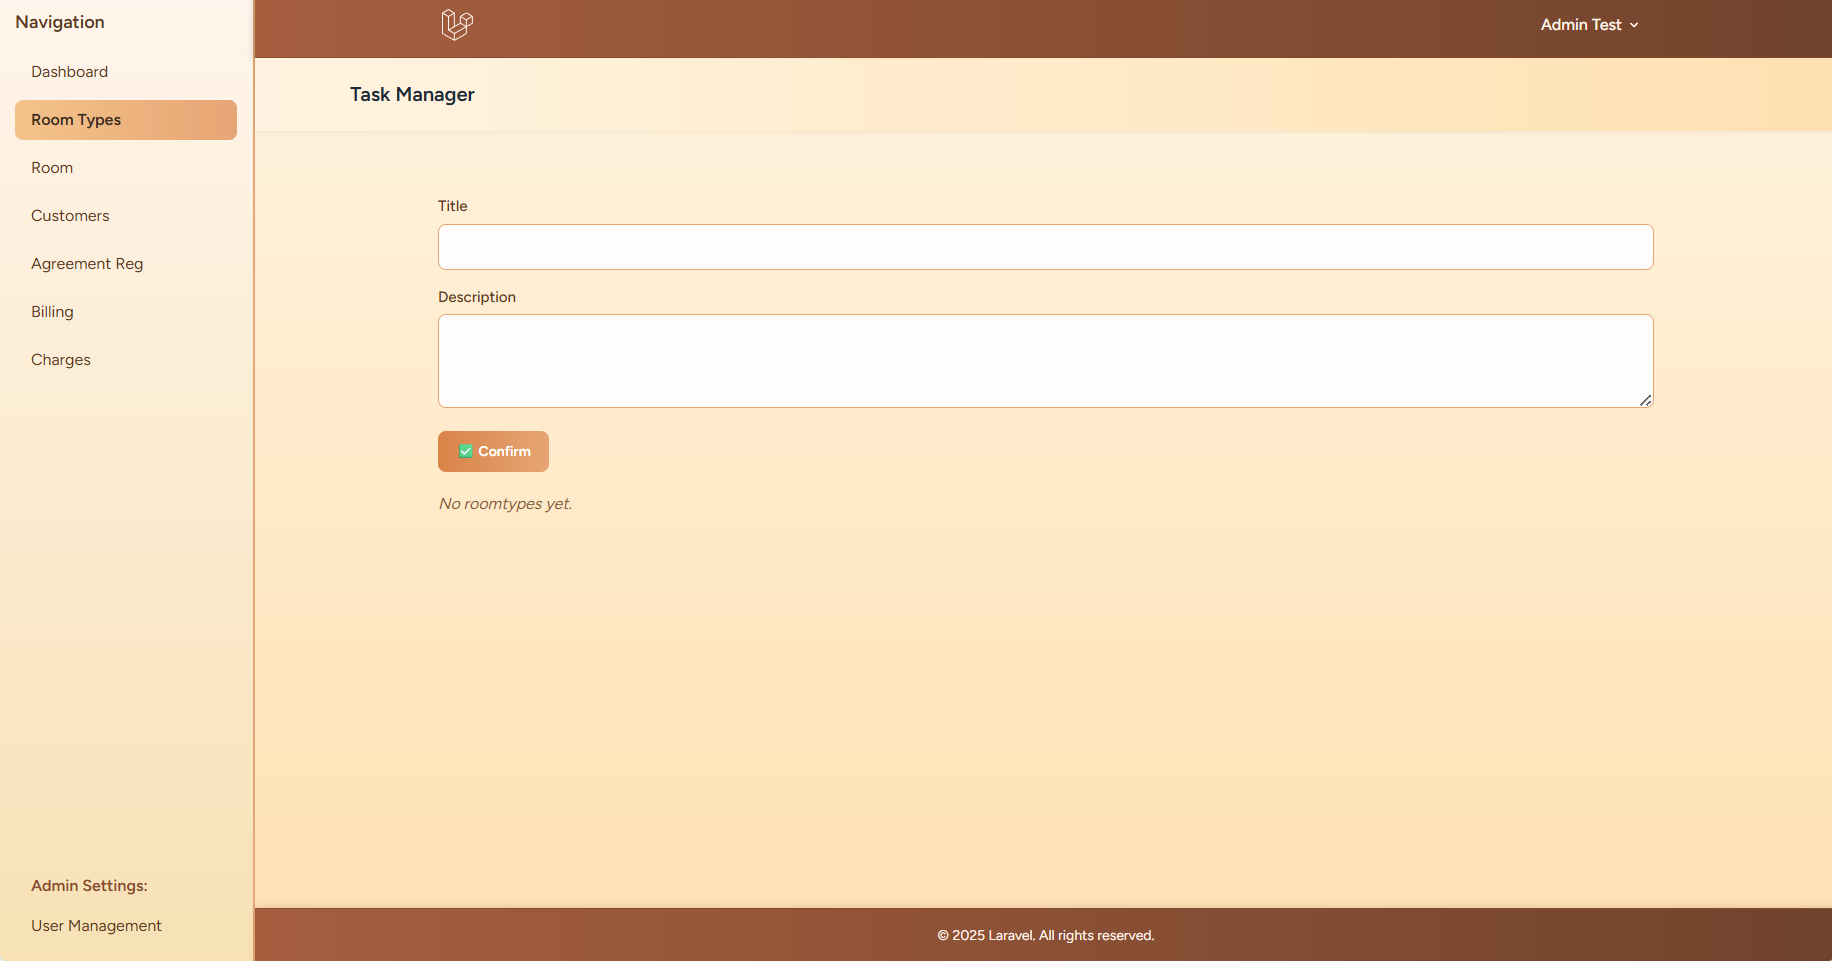 Navigation
Dashboard
Room Types
Room
Customers
Agreement Reg
Billing
Charges
Admin Settings:
User Management
Admin Test
Task Manager
Title
Description
✅ Confirm
No roomtypes yet.
© 2025 Laravel. All rights reserved.